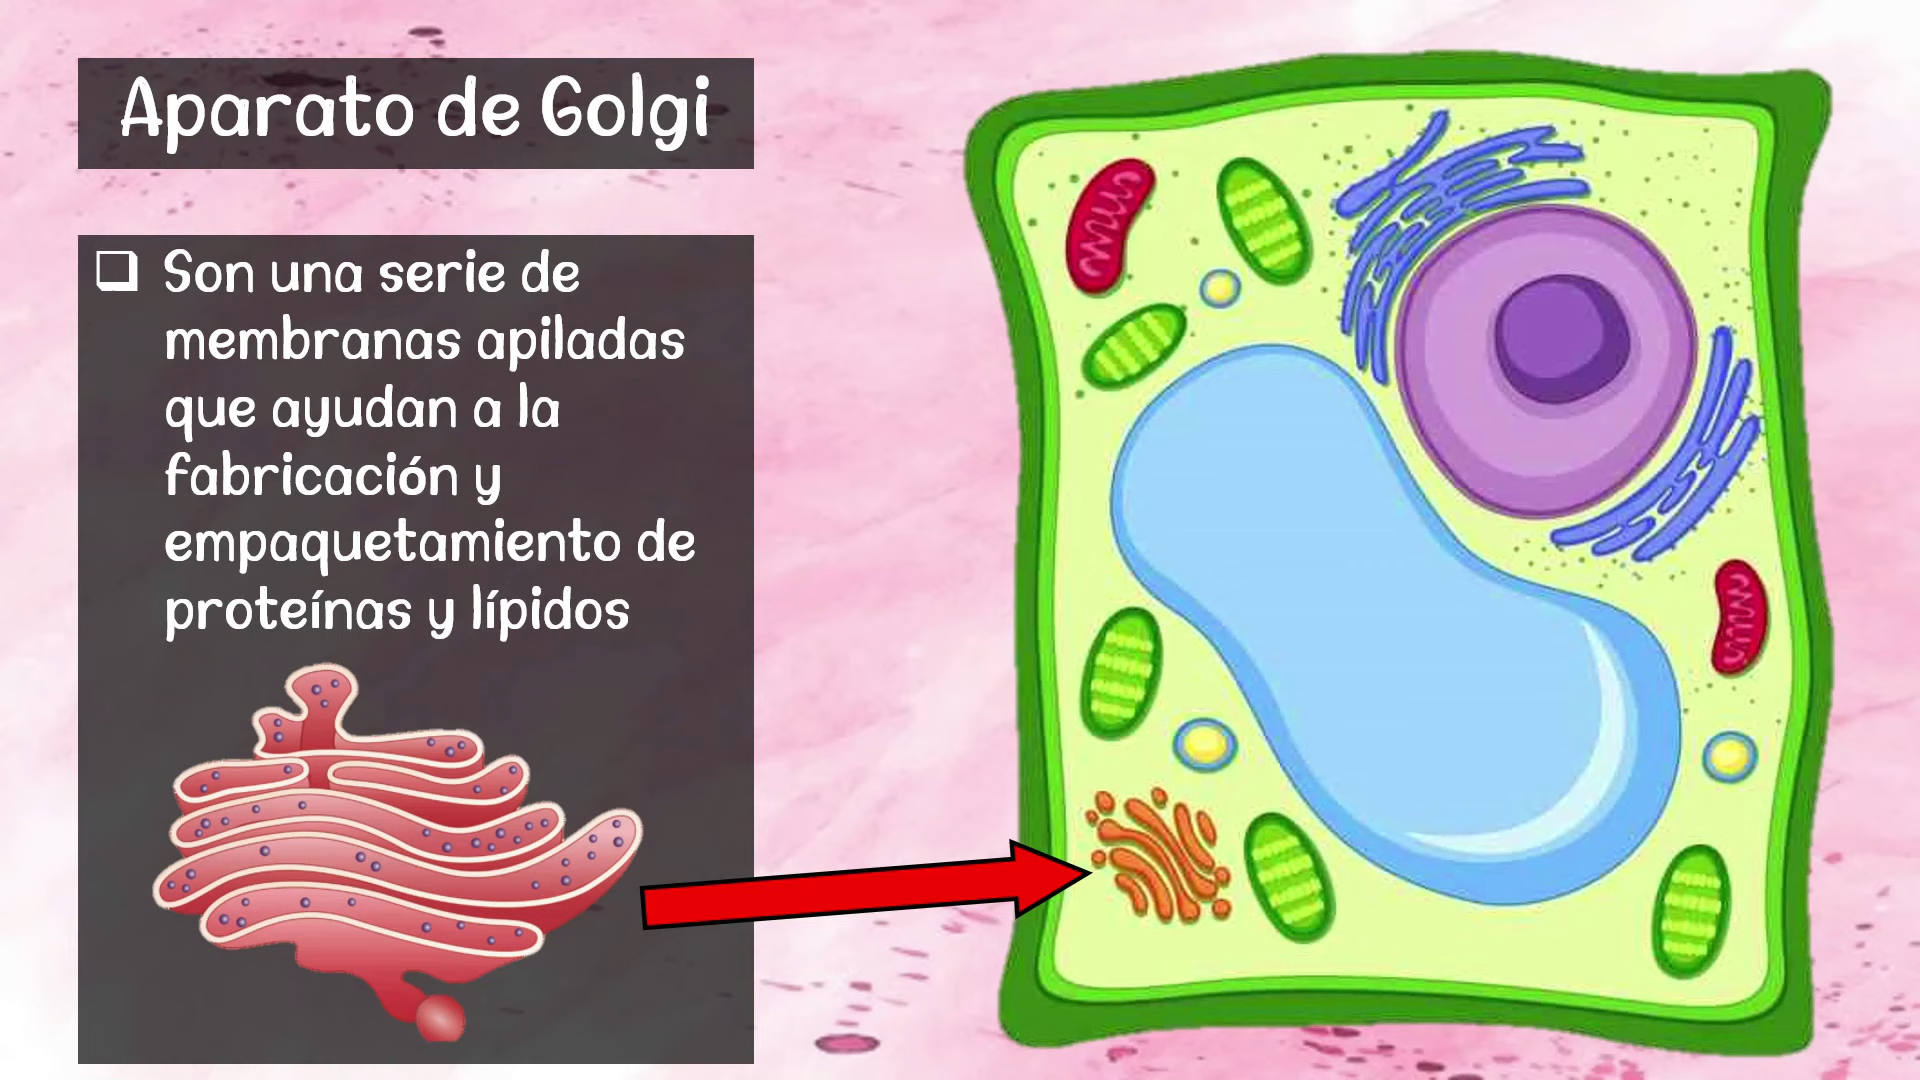 Aparato de Golgi
❑ Son una serie de
membranas apiladas
que ayudan a la
fabricación y
empaquetamiento de
proteínas y lípidos